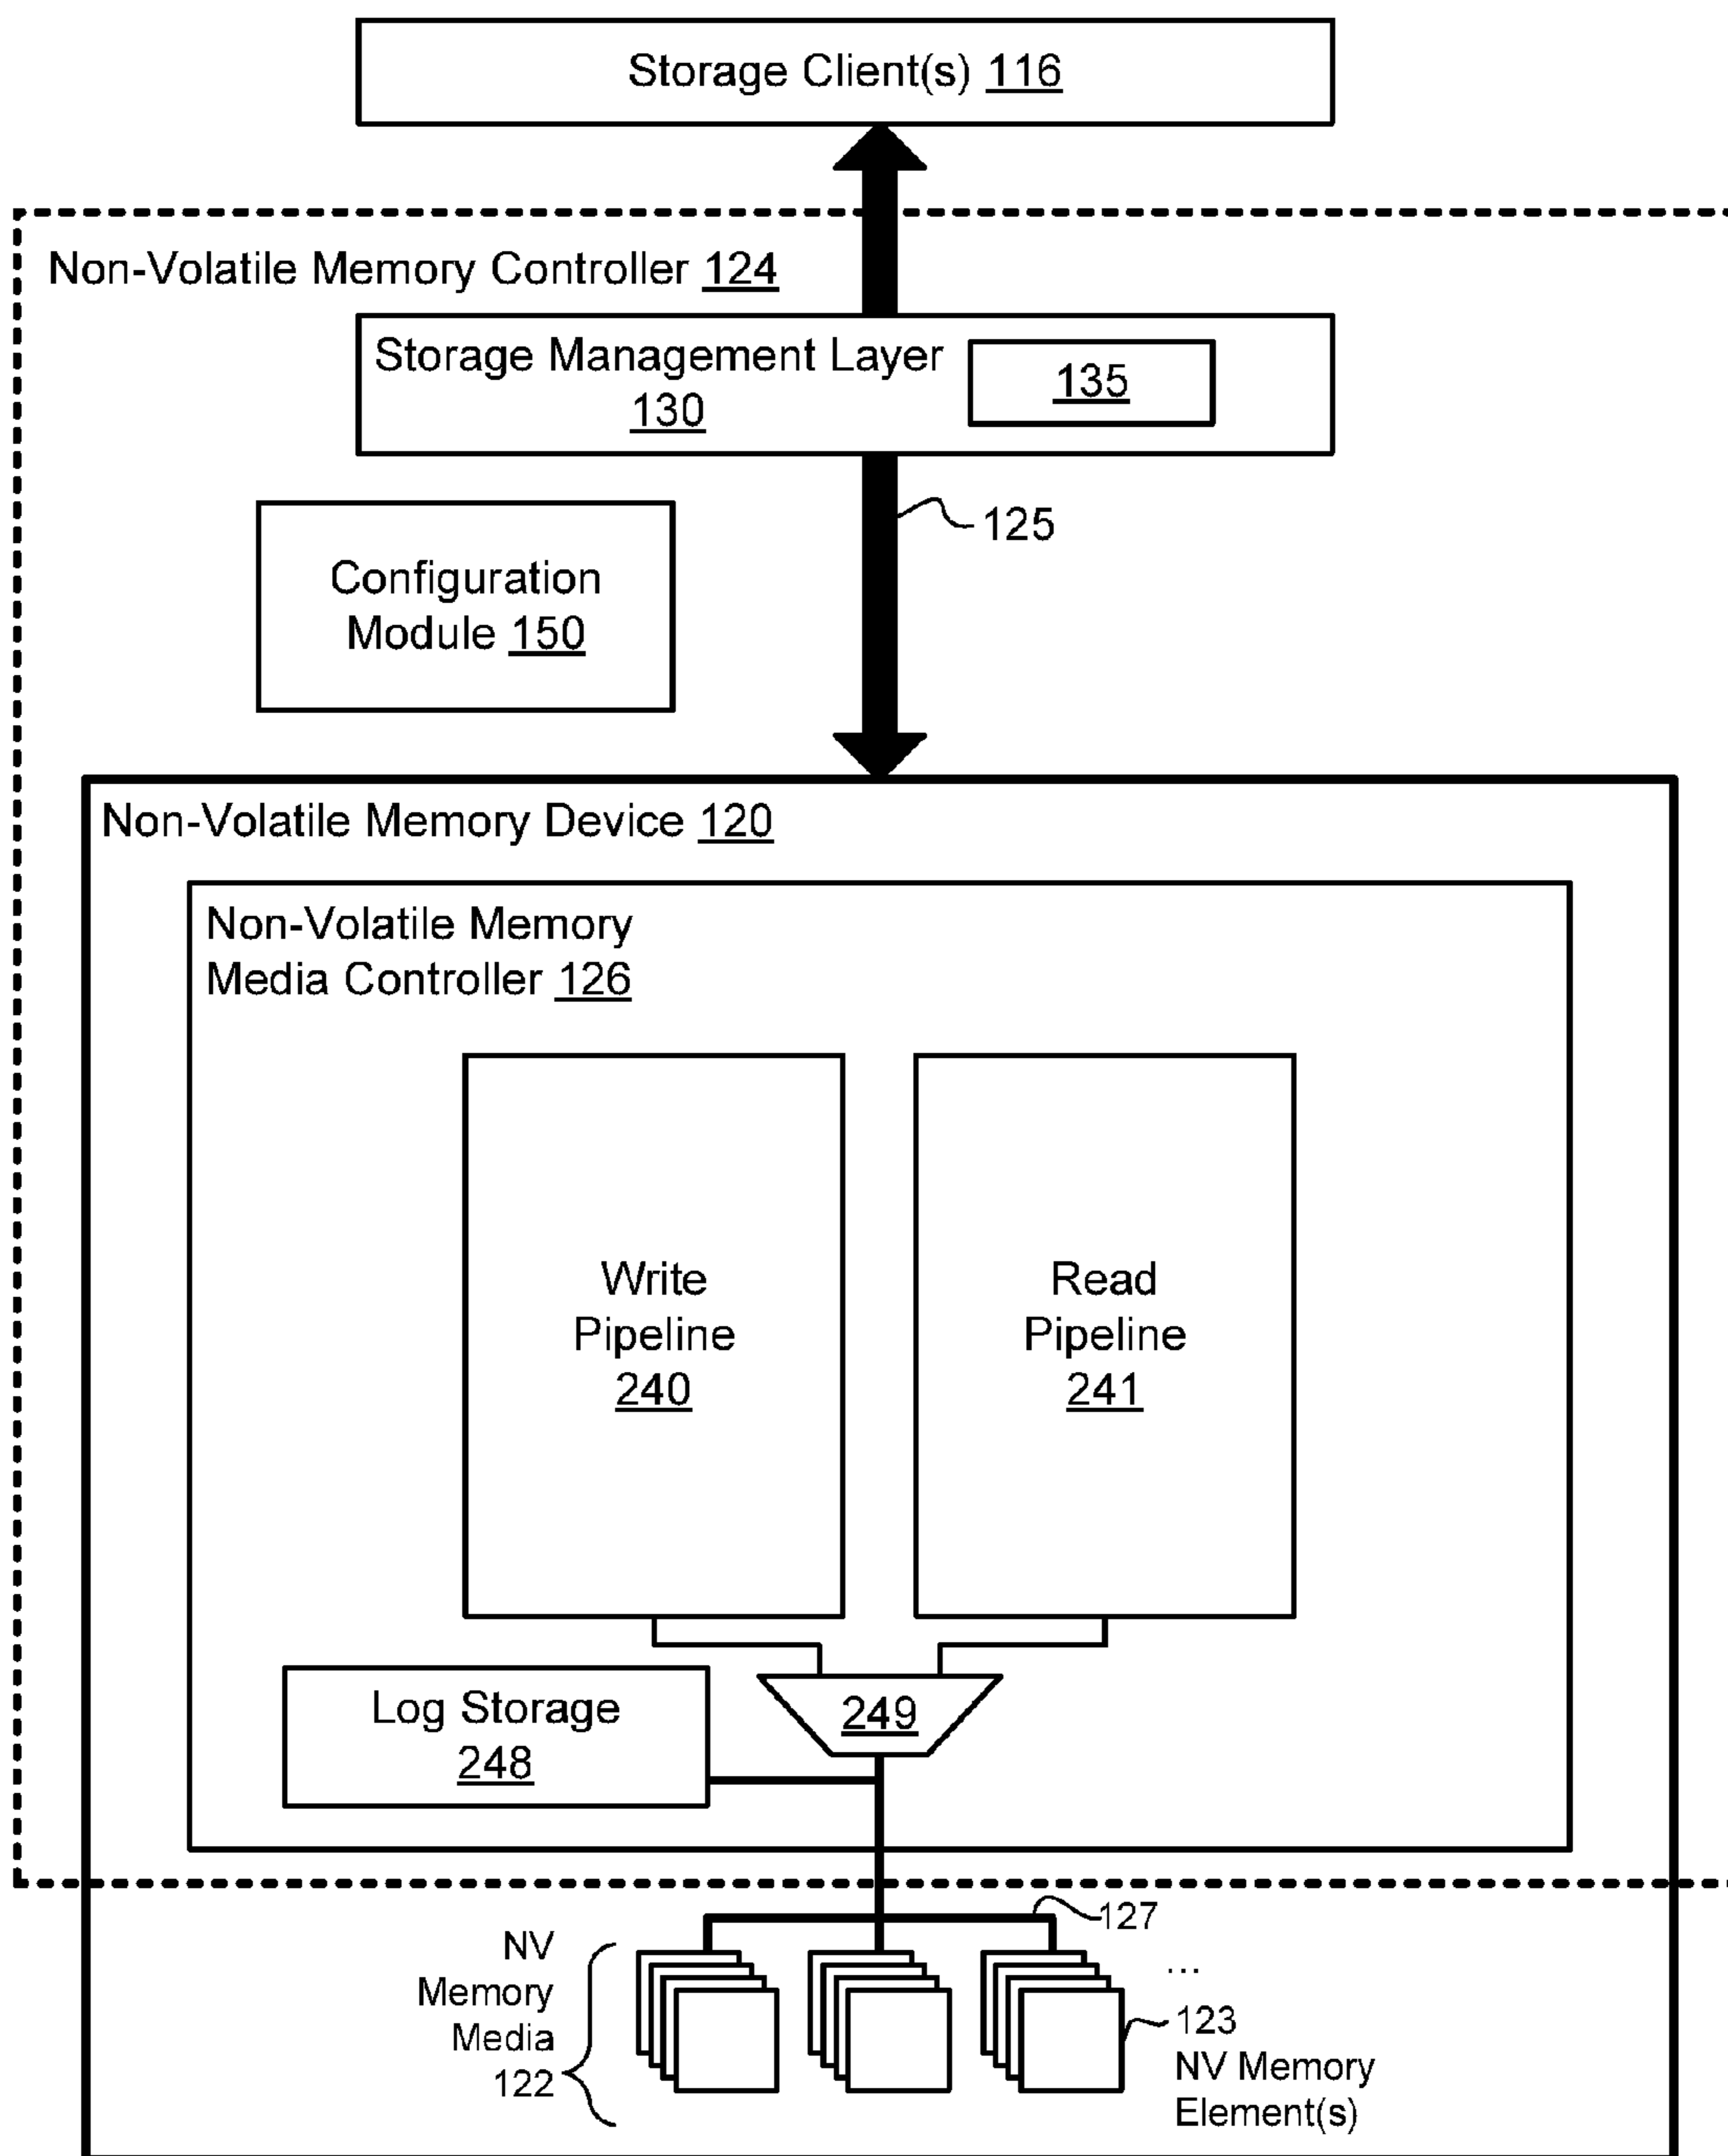 Storage Client(s) 116
Non-Volatile Memory Controller 124
Storage Management Layer
130
135
125
Configuration
Module 150
Non-Volatile Memory Device 120
Non-Volatile Memory
Media Controller 126
Write
Pipeline
240
Read
Pipeline
241
Log Storage
248
249
127
NV
Memory
Media
122
...
123
NV Memory
Element(s)